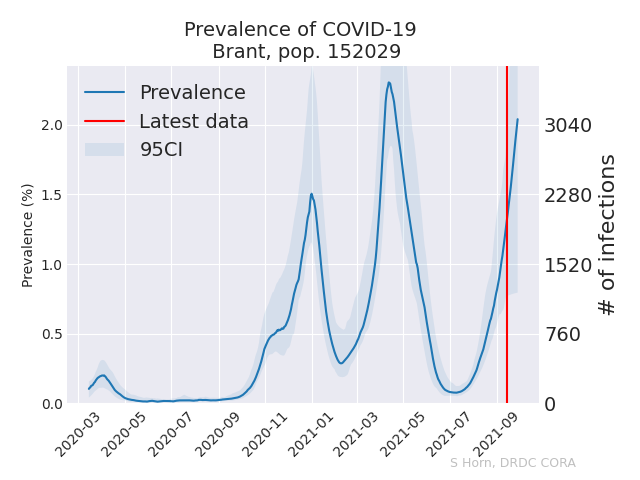 Prevalence of COVID-19
Brant, pop. 152029
Prevalence
Latest data
95CI
Prevalence (%)
2.0
1.5
1.0
0.5
0.0
3040
2280
1520
760
0
# of infections
2020-03
2020-05
2020-07
2020-09
2020-11
2021-01
2021-03
2021-05
2021-07
2021-09
S Horn, DRDC CORA